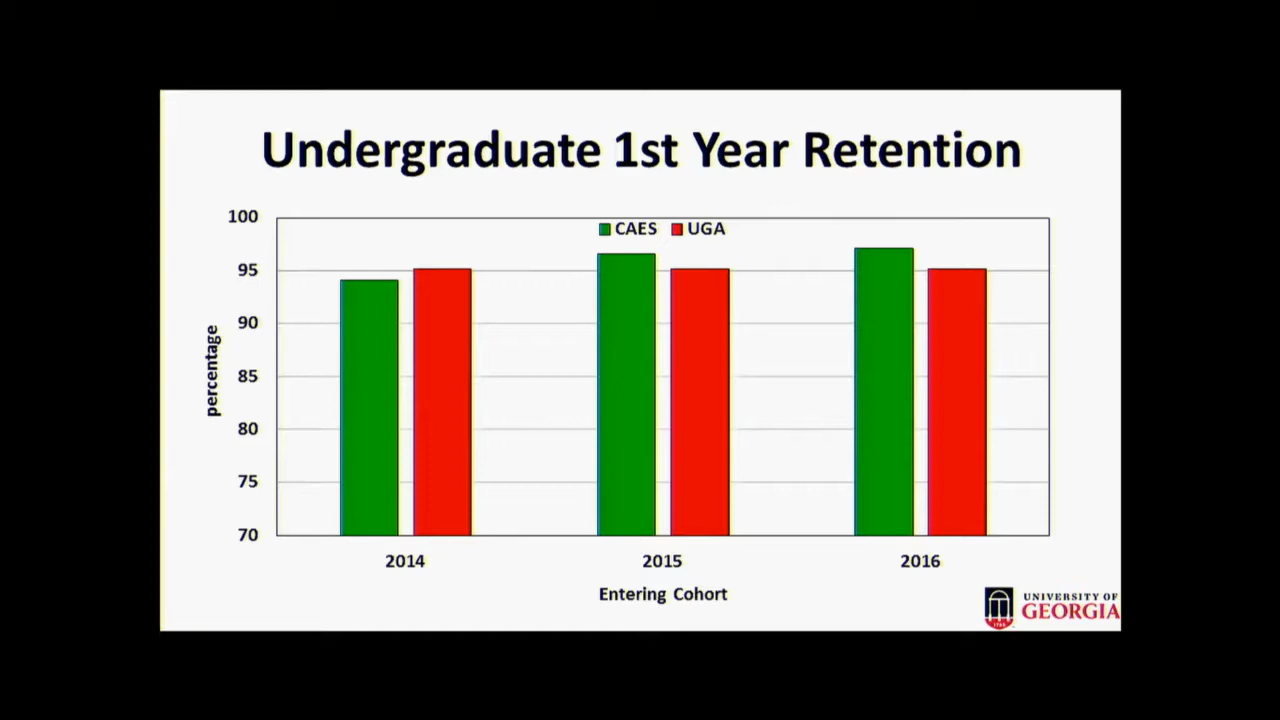 Undergraduate 1st Year Retention
CAES UGA
100
95
90
85
80
75
70
percentage
2014 2015 2016
Entering Cohort
UNIVERSITY OF
GEORGIA
1785